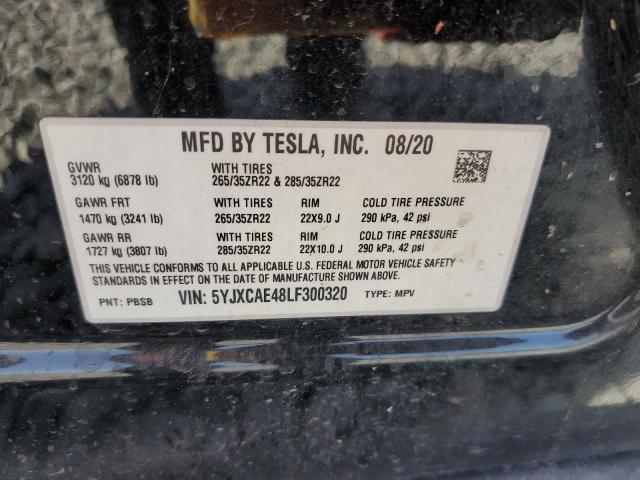 MFD BY TESLA, INC. 08/20
GVWR WITH TIRES
3120 kg (6878 lb) 265/35ZR22 & 285/35ZR22
GAWR FRT WITH TIRES RIM COLD TIRE PRESSURE
1470 kg (3241 lb) 265/35ZR22 22X9.0 J 290 kPa, 42 psi
GAWR RR WITH TIRES RIM COLD TIRE PRESSURE
1727 kg (3807 lb) 285/35ZR22 22X10.0 J 290 kPa, 42 psi
THIS VEHICLE CONFORMS TO ALL APPLICABLE U.S. FEDERAL MOTOR VEHICLE SAFETY
STANDARDS IN EFFECT ON THE DATE OF MANUFACTURE SHOWN ABOVE.
PNT: PBSB VIN: 5YJXCAE48LF300320 TYPE: MPV